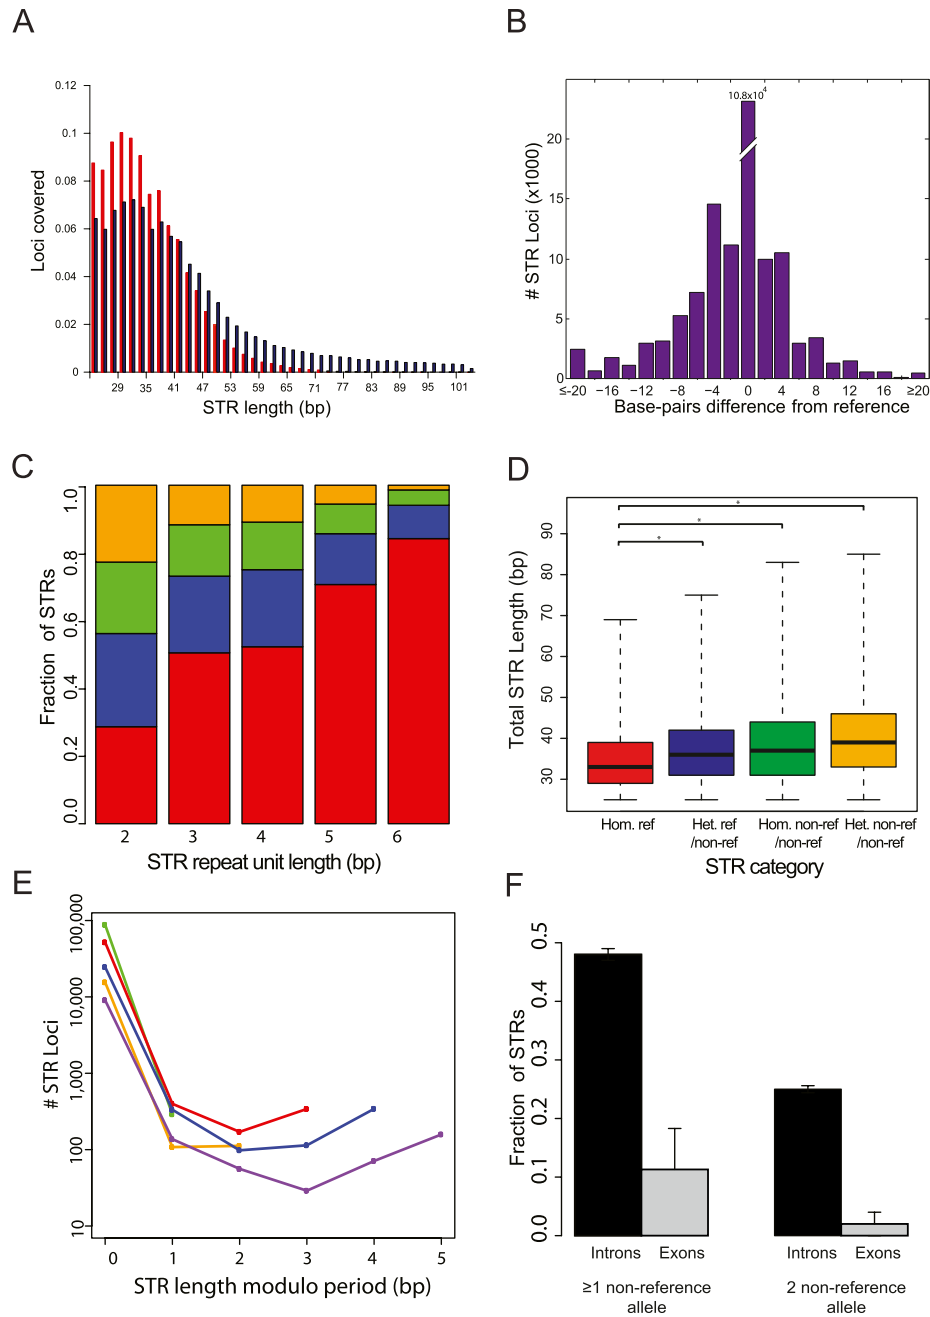 A
0.12
0.1
0.08
0.06
0.04
0.02
0
Loci covered
29 35 41 47 53 59 65 71 77 83 89 95 101
STR length (bp)
B
10.8x10^4
20
15
10
5
0
# STR Loci (x1000)
≤-20 −16 −12 −8 −4 0 4 8 12 16 ≥20
Base-pairs difference from reference
C
1.0
0.8
0.6
0.4
0.2
0.0
Fraction of STRs
2 3 4 5 6
STR repeat unit length (bp)
D
*
*
*
90
80
70
60
50
40
30
Total STR Length (bp)
Hom. ref Het. ref Hom. non-ref Het. non-ref
/non-ref /non-ref /non-ref
STR category
E
100,000
10,000
1,000
100
10
# STR Loci
0 1 2 3 4 5
STR length modulo period (bp)
F
0.5
0.4
0.3
0.2
0.1
0.0
Fraction of STRs
Introns Exons Introns Exons
≥1 non-reference 2 non-reference
allele allele